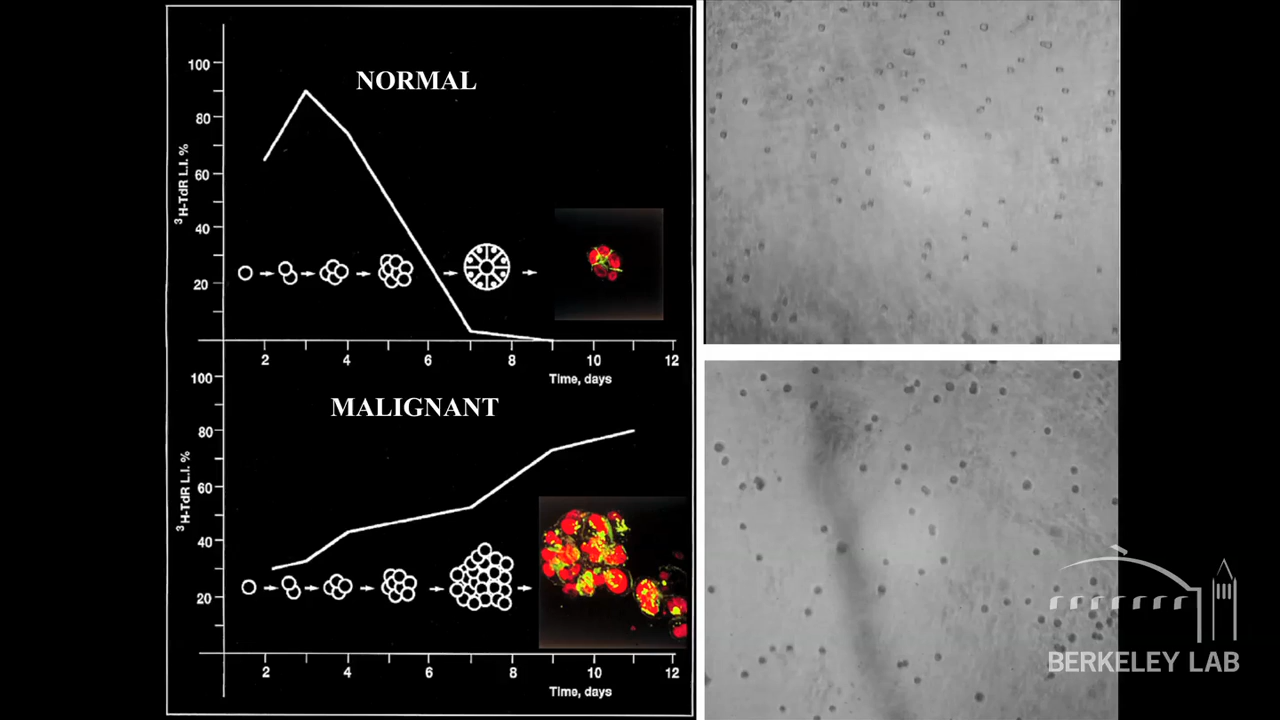 NORMAL
³H-TdR L.I. %
100
80
60
40
20
2 4 6 8 10 12
Time, days
MALIGNANT
³H-TdR L.I. %
100
80
60
40
20
2 4 6 8 10 12
Time, days
BERKELEY LAB